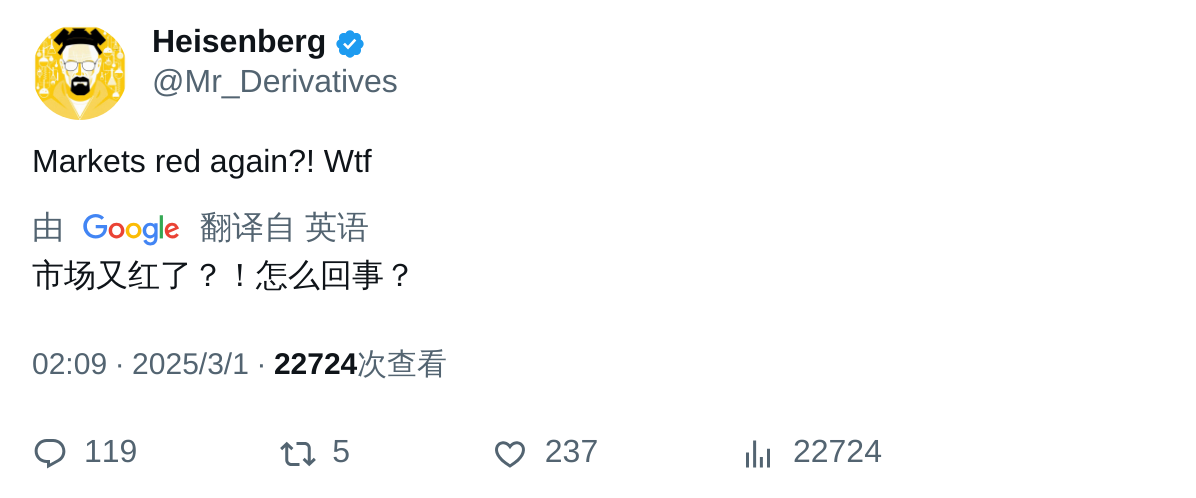 Heisenberg
@Mr_Derivatives
Markets red again?! Wtf
由 Google 翻译自 英语
市场又红了？！怎么回事？
02:09 · 2025/3/1 · 22724次查看
119 5 237 22724